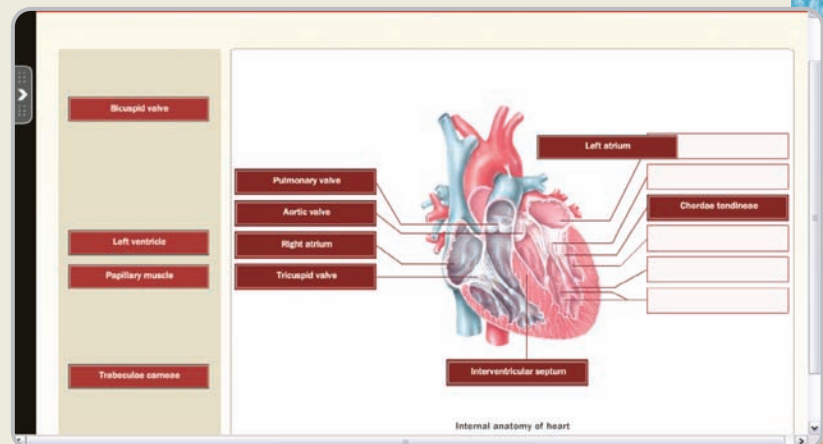 Bicuspid valve
Left ventricle
Papillary muscle
Trabeculae carneae
Pulmonary valve
Aortic valve
Right atrium
Tricuspid valve
Left atrium
Chordae tendineae
Interventricular septum
Internal anatomy of heart